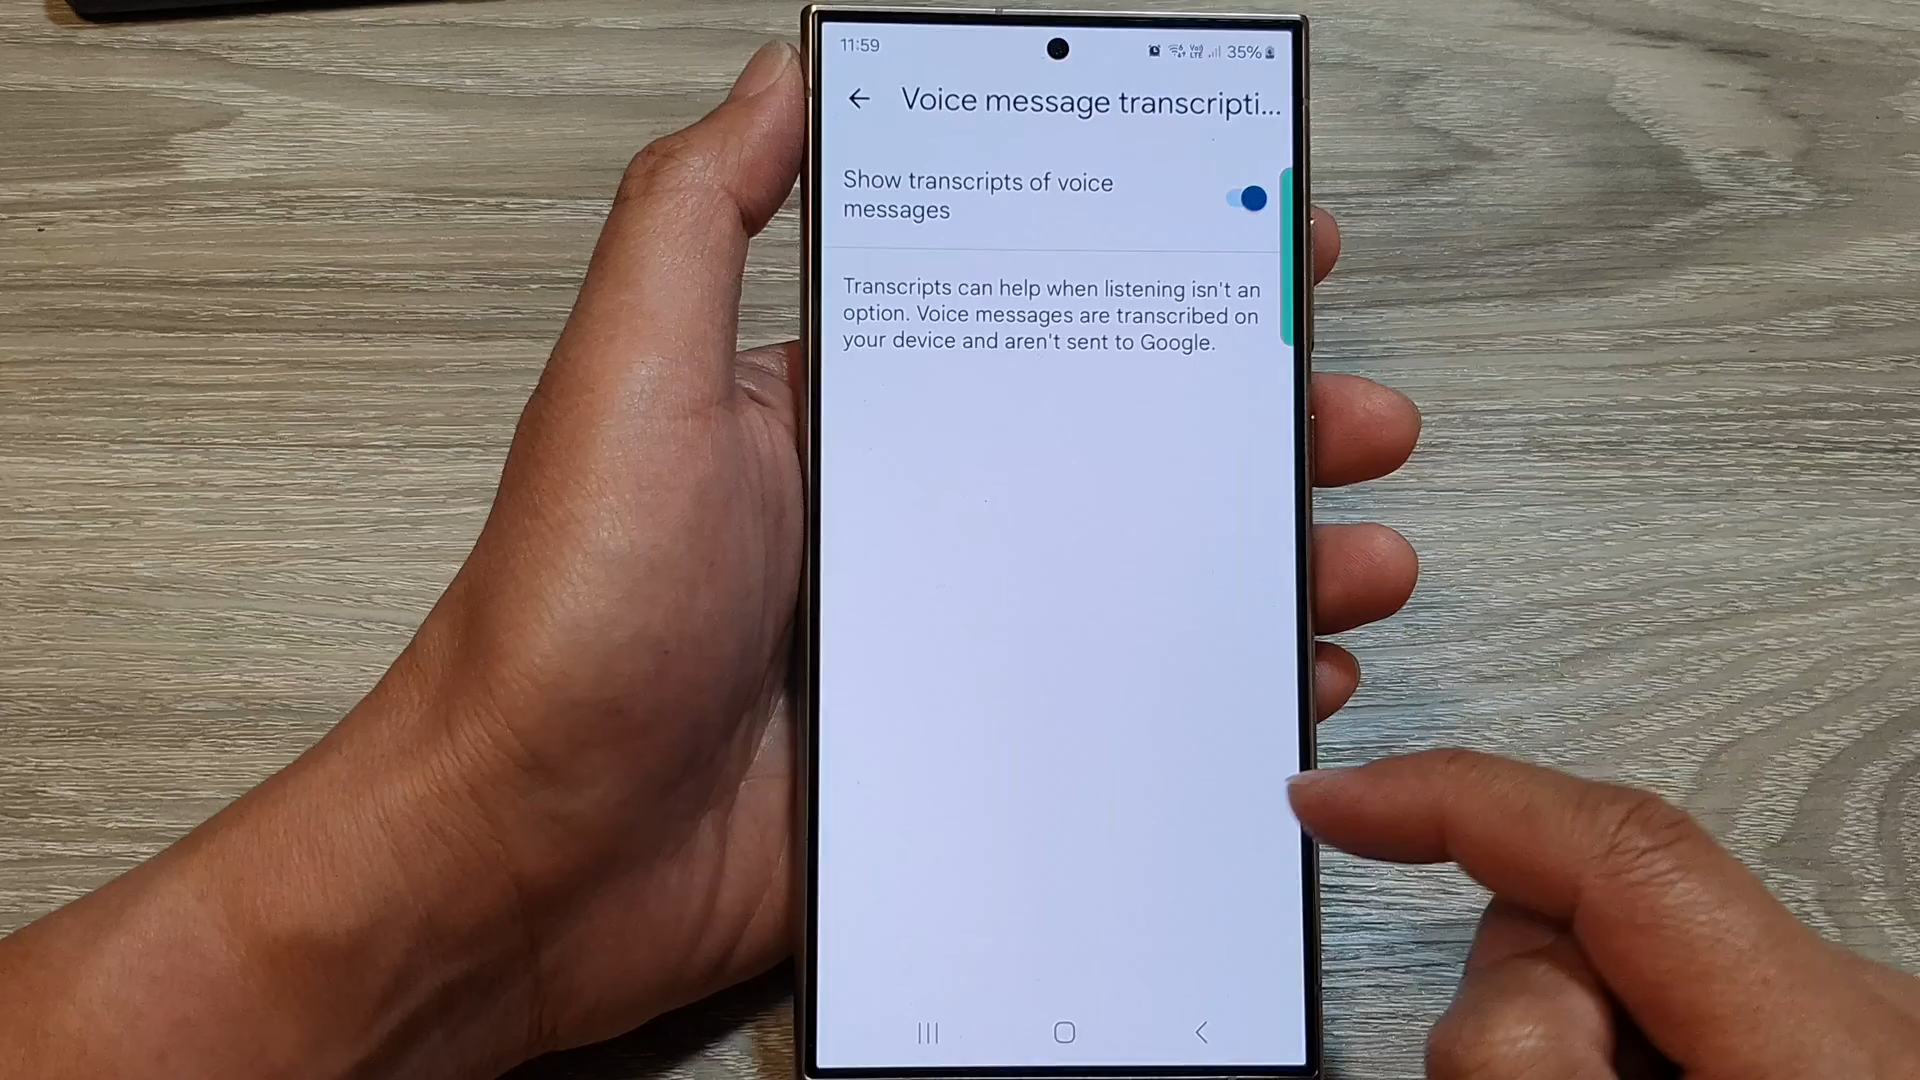 11:59
35%
Voice message transcripti...
Show transcripts of voice
messages
Transcripts can help when listening isn't an
option. Voice messages are transcribed on
your device and aren't sent to Google.